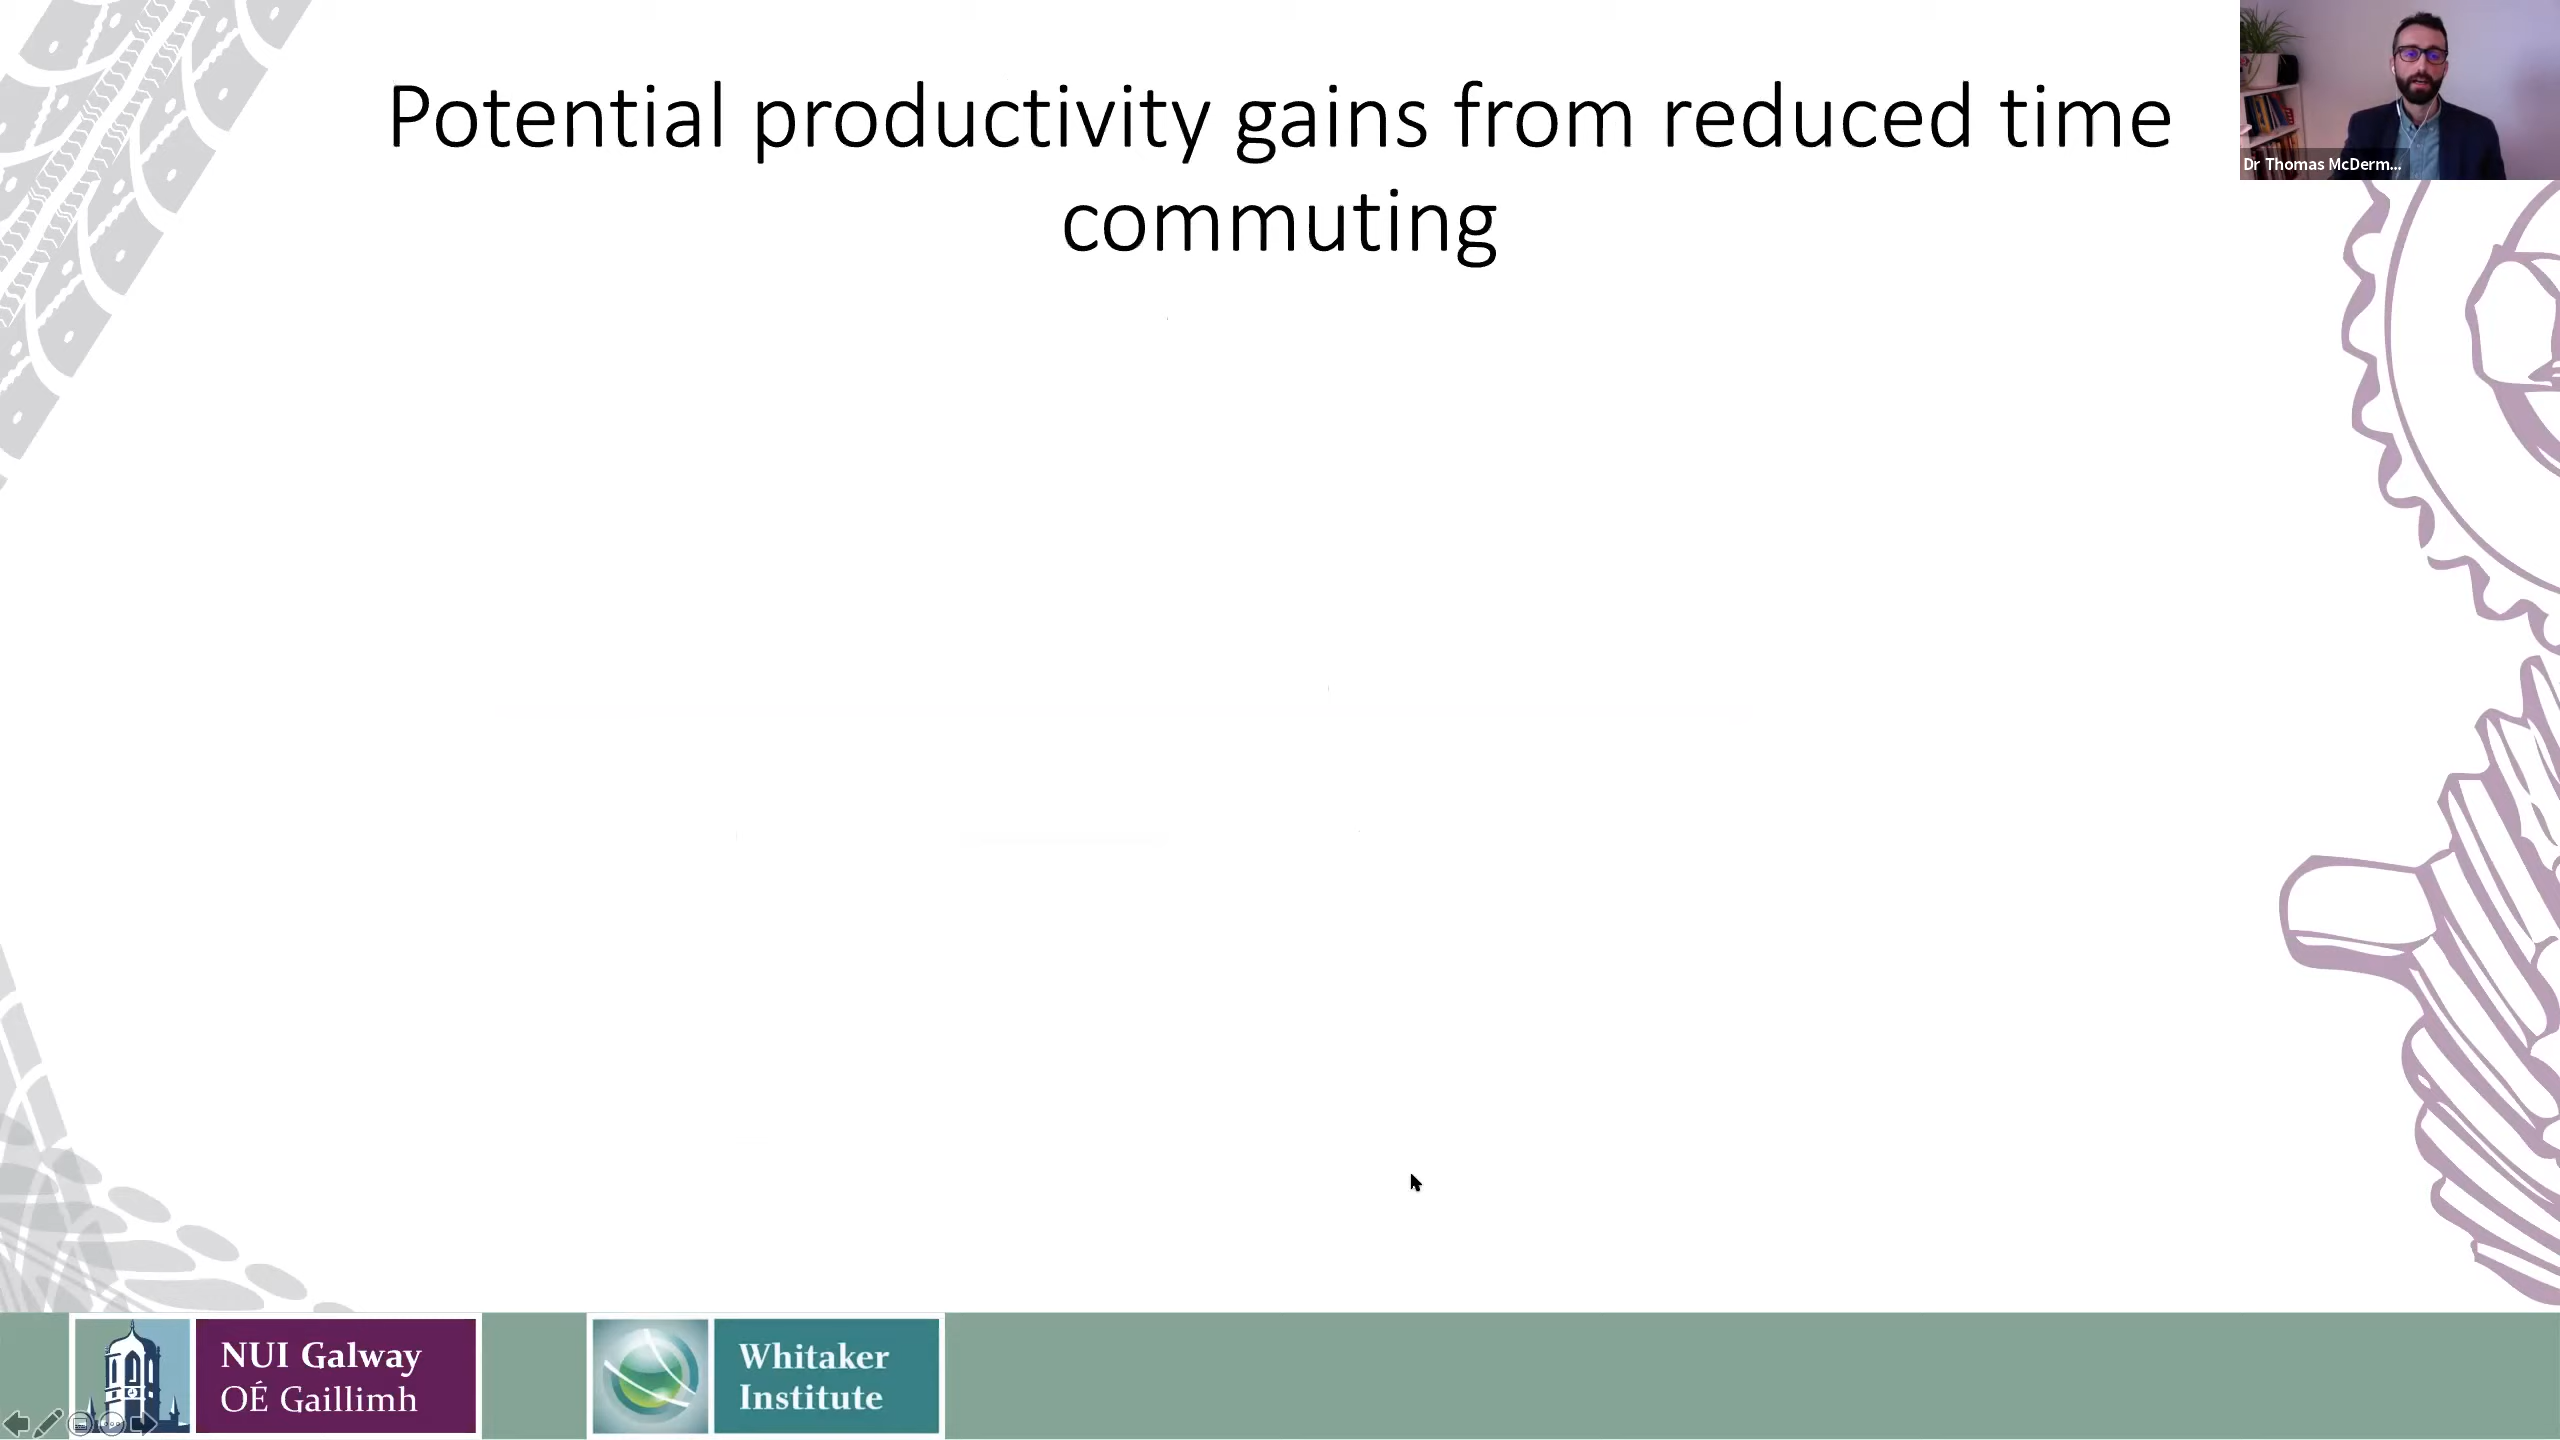 Potential productivity gains from reduced time
commuting
Dr Thomas McDerm...
NUI Galway
OÉ Gaillimh
Whitaker
Institute